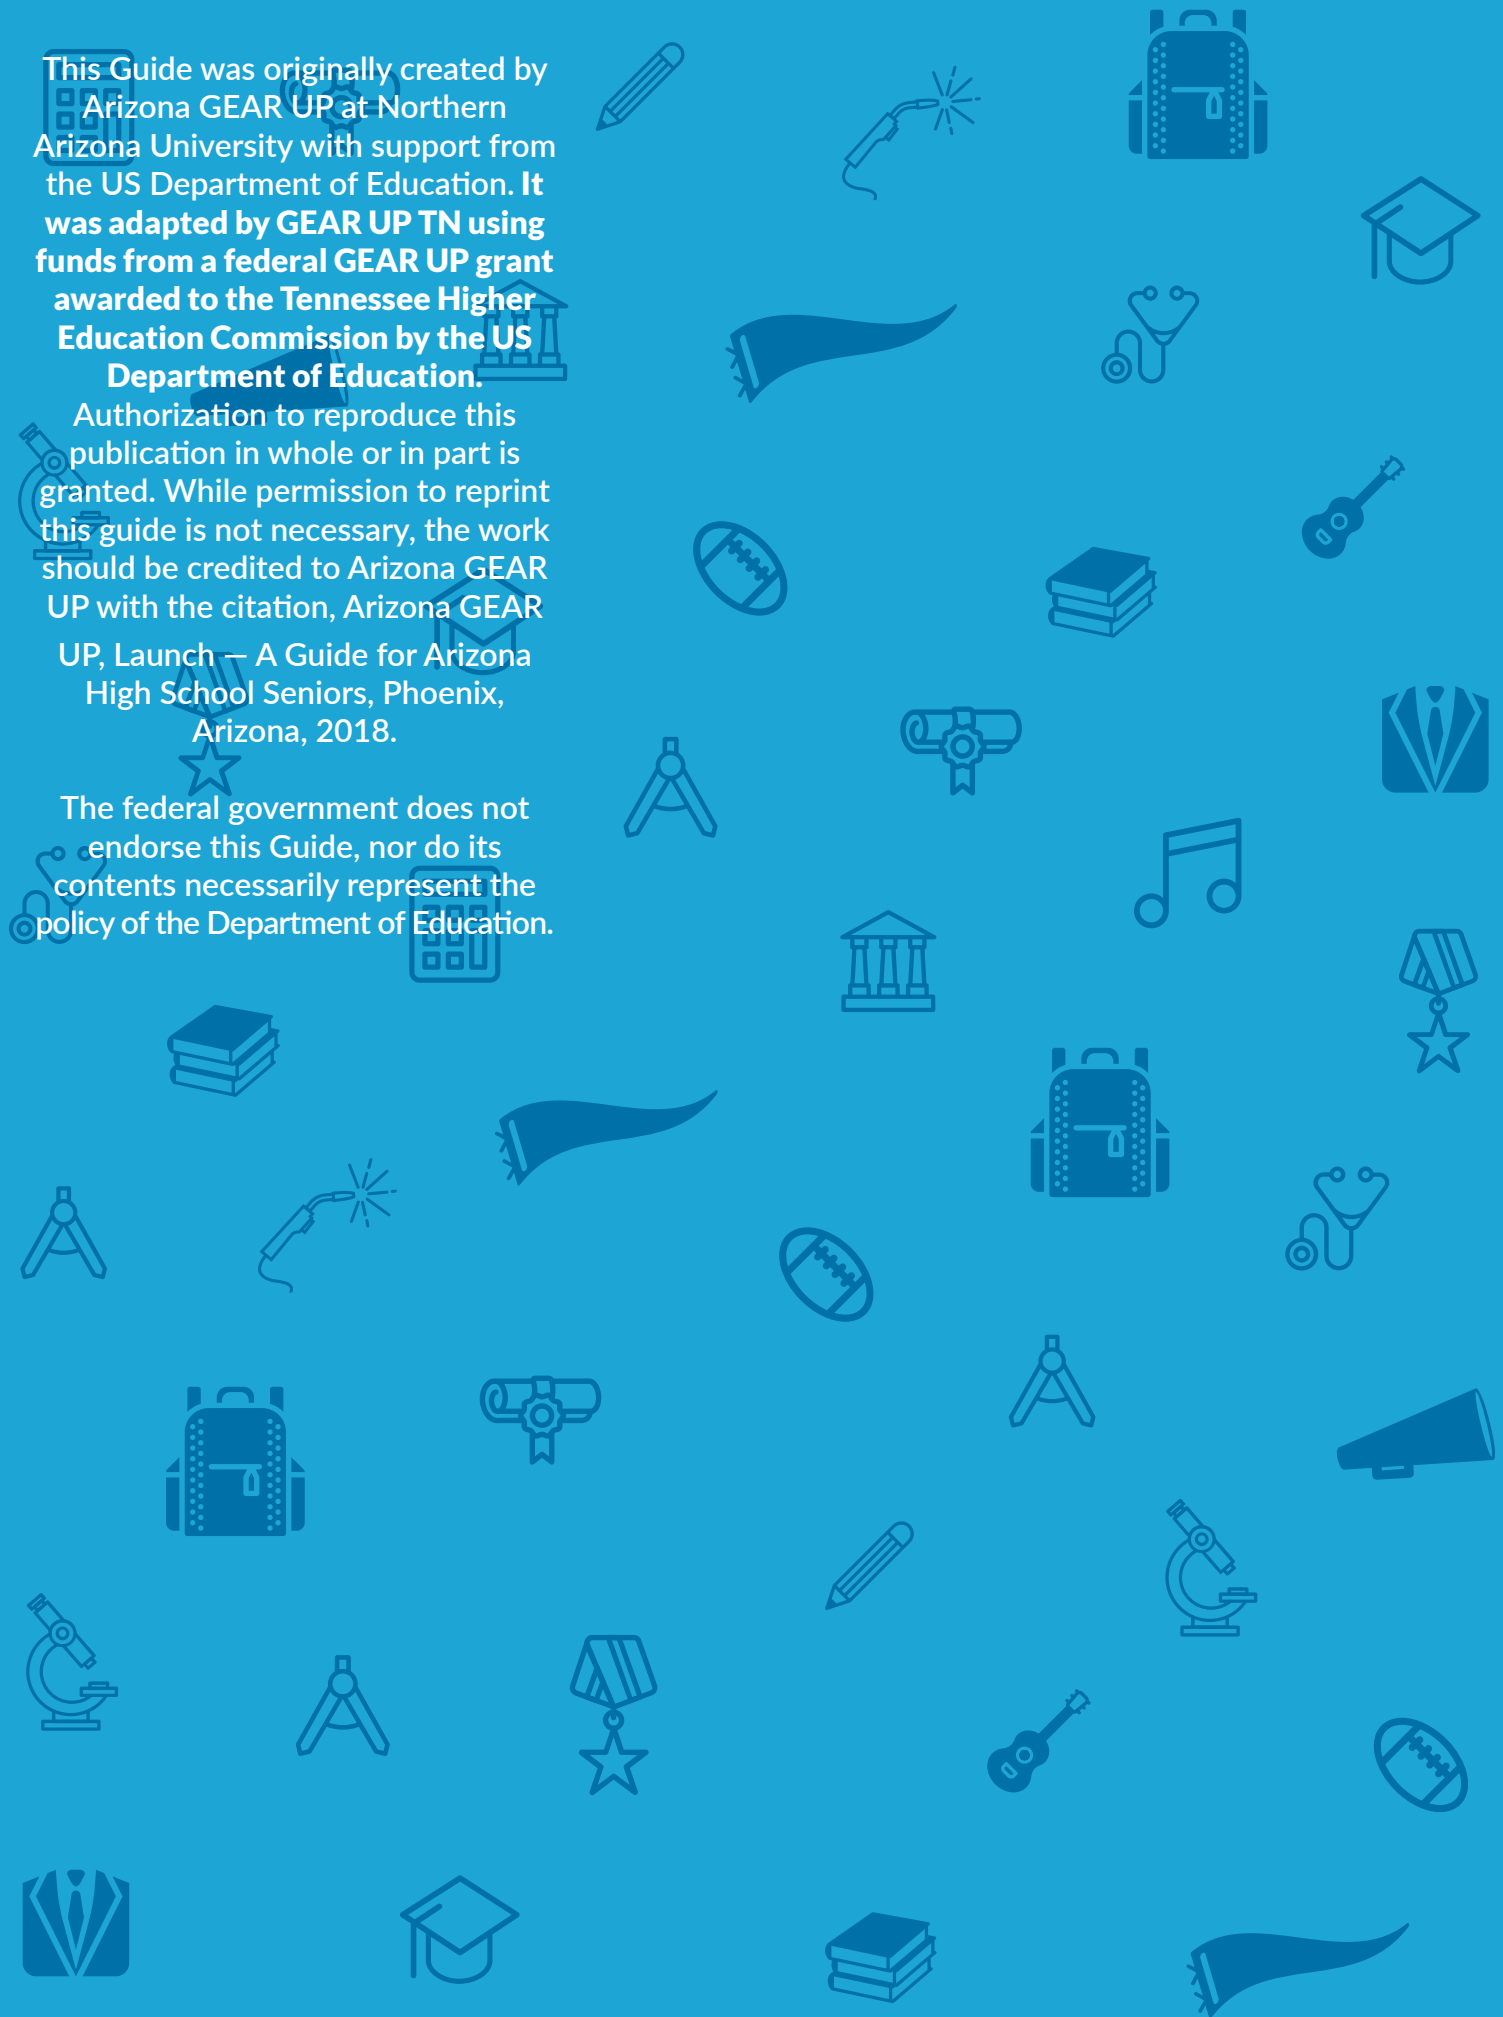 This Guide was originally created by
Arizona GEAR UP at Northern
Arizona University with support from
the US Department of Education. It
was adapted by GEAR UP TN using
funds from a federal GEAR UP grant
awarded to the Tennessee Higher
Education Commission by the US
Department of Education.
Authorization to reproduce this
publication in whole or in part is
granted. While permission to reprint
this guide is not necessary, the work
should be credited to Arizona GEAR
UP with the citation, Arizona GEAR
UP, Launch — A Guide for Arizona
High School Seniors, Phoenix,
Arizona, 2018.
The federal government does not
endorse this Guide, nor do its
contents necessarily represent the
policy of the Department of Education.